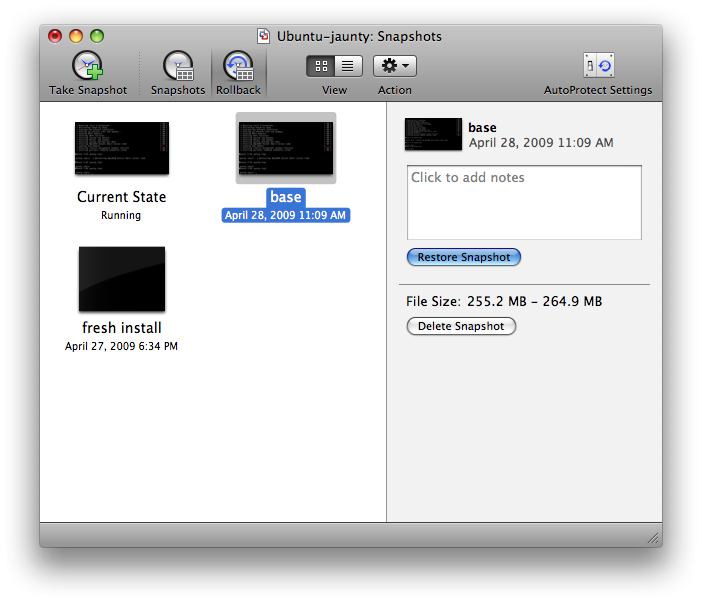 Ubuntu-jaunty: Snapshots
Take Snapshot
Snapshots
Rollback
View
Action
AutoProtect Settings
Current State
Running
base
April 28, 2009 11:09 AM
fresh install
April 27, 2009 6:34 PM
base
April 28, 2009 11:09 AM
Click to add notes
Restore Snapshot
File Size: 255.2 MB – 264.9 MB
Delete Snapshot